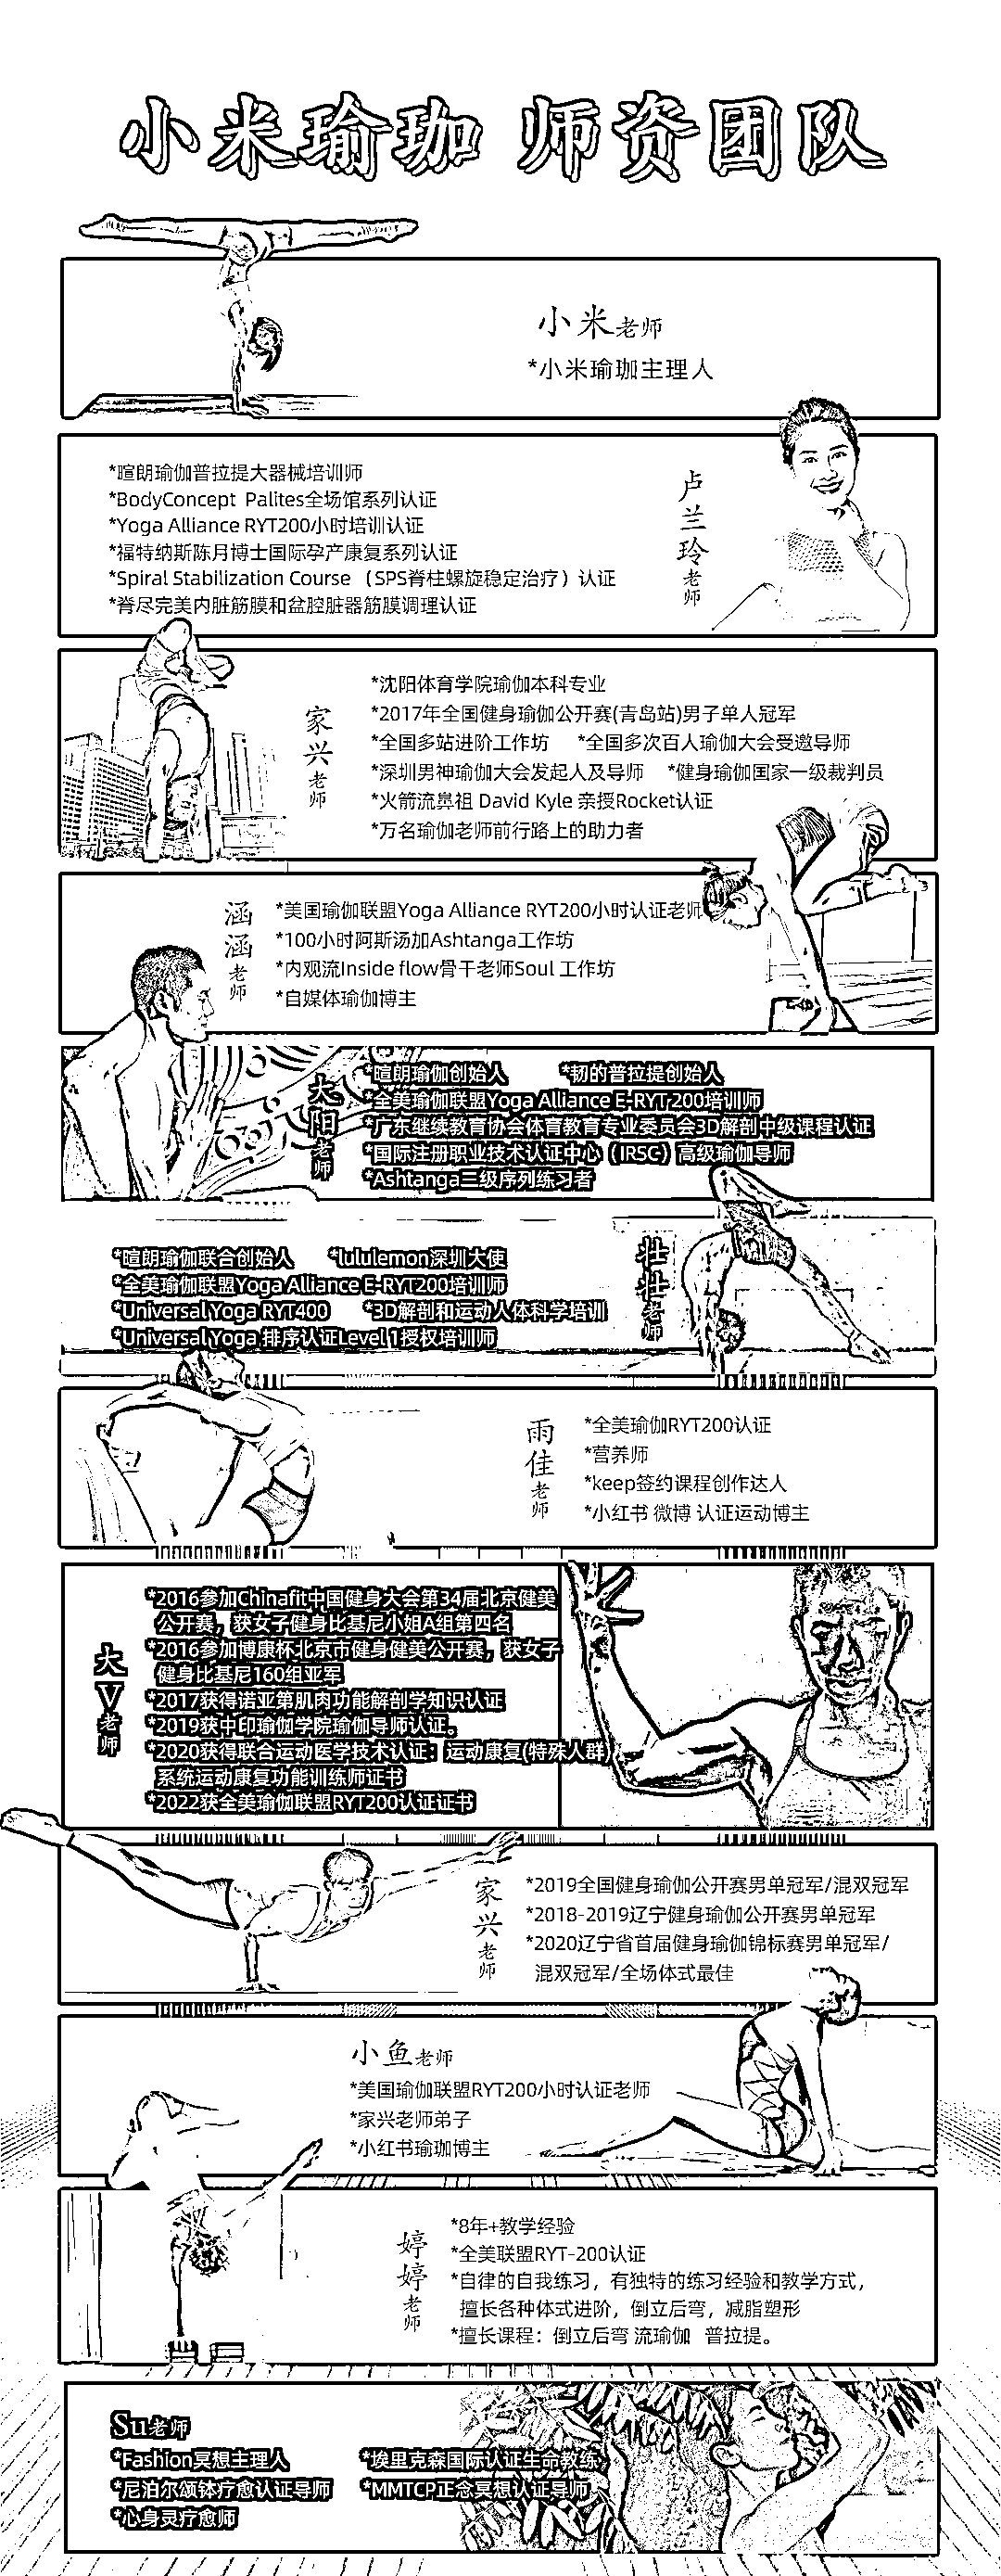 小米瑜珈 师资团队
小米老师
*小米瑜珈主理人
*暄朗瑜伽普拉提大器械培训师
*BodyConcept Palites全场馆系列认证
*Yoga Alliance RYT200小时培训认证
*福特纳斯陈月博士国际孕产康复系列认证
*Spiral Stabilization Course（SPS脊柱螺旋稳定治疗）认证
*脊尽完美内脏筋膜和盆腔脏器筋膜调理认证
卢兰玲老师
家兴老师
*沈阳体育学院瑜伽本科专业
*2017年全国健身瑜伽公开赛(青岛站)男子单人冠军
*全国多站进阶工作坊 *全国多次百人瑜伽大会受邀导师
*深圳男神瑜伽大会发起人及导师 *健身瑜伽国家一级裁判员
*火箭流鼻祖 David Kyle 亲授Rocket认证
*万名瑜伽老师前行路上的助力者
涵涵老师
*美国瑜伽联盟Yoga Alliance RYT200小时认证老师
*100小时阿斯汤加Ashtanga工作坊
*内观流Inside flow骨干老师Soul 工作坊
*自媒体瑜伽博主
大阳老师
*暄朗瑜伽创始人 *韧的普拉提创始人
*全美瑜伽联盟Yoga Alliance E-RYT200培训师
*广东继续教育协会体育教育专业委员会3D解剖中级课程认证
*国际注册职业技术认证中心（IRSC）高级瑜伽导师
*Ashtanga二级序列练习者
*暄朗瑜伽联合创始人 *lululemon深圳大使
*全美瑜伽联盟Yoga Alliance E-RYT200培训师
*Universal Yoga RYT400 *3D解剖和运动人体科学培训
*Universal Yoga 排序认证Level 1授权培训师
壮壮老师
雨佳老师
*全美瑜伽RYT200认证
*营养师
*keep签约课程创作达人
*小红书 微博 认证运动博主
大V老师
*2016参加Chinafit中国健身大会第34届北京健美
公开赛，获女子健身比基尼小姐A组第四名
*2016参加博康杯北京市健身健美公开赛，获女子
健身比基尼160组亚军
*2017获得诺亚第肌肉功能解剖学知识认证
*2019获中印瑜伽学院瑜伽导师认证。
*2020获得联合运动医学技术认证：运动康复(特殊人群)
系统运动康复功能训练师证书
*2022获全美瑜伽联盟RYT200认证证书
家兴老师
*2019全国健身瑜伽公开赛男单冠军/混双冠军
*2018-2019辽宁健身瑜伽公开赛男单冠军
*2020辽宁省首届健身瑜伽锦标赛男单冠军/
混双冠军/全场体式最佳
小鱼老师
*美国瑜伽联盟RYT200小时认证老师
*家兴老师弟子
*小红书瑜珈博主
婷婷老师
*8年+教学经验
*全美联盟RYT-200认证
*自律的自我练习，有独特的练习经验和教学方式，
擅长各种体式进阶，倒立后弯，减脂塑形
*擅长课程：倒立后弯 流瑜伽 普拉提。
Su老师
*Fashion冥想主理人 *埃里克森国际认证生命教练
*尼泊尔颂钵疗愈认证导师 *MMTCP正念冥想认证导师
*心身灵疗愈师